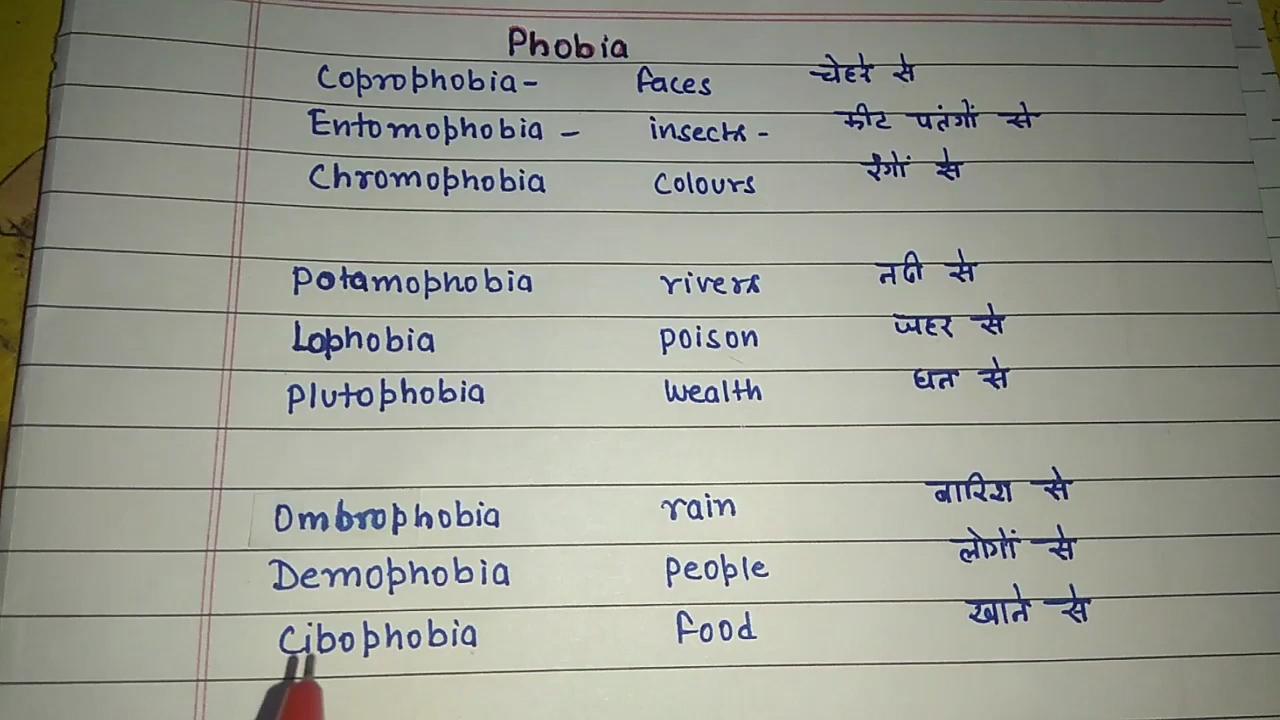 Phobia
Coprophobia - faces चेहरे से
Entomophobia - insects - कीट पतंगों से
Chromophobia Colours रंगों से
Potamophobia rivers नदी से
Lophobia poison जहर से
Plutophobia wealth धन से
Ombrophobia rain बारिश से
Demophobia people लोगों से
Cibophobia food खाने से